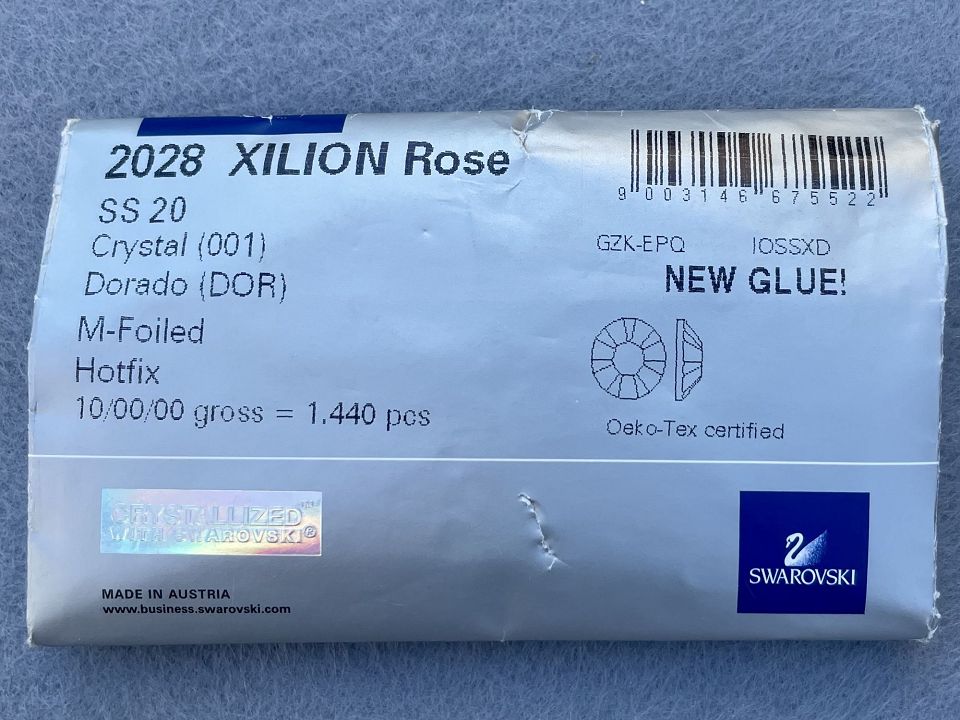 2028 XILION Rose
SS 20
Crystal (001)
Dorado (DOR)
M-Foiled
Hotfix
10/00/00 gross = 1.440 pcs
9 003146 675522
GZK-EPQ IOSSXD
NEW GLUE!
Oeko-Tex certified
CRYSTALLIZED™
WITH SWAROVSKI®
MADE IN AUSTRIA
www.business.swarovski.com
SWAROVSKI